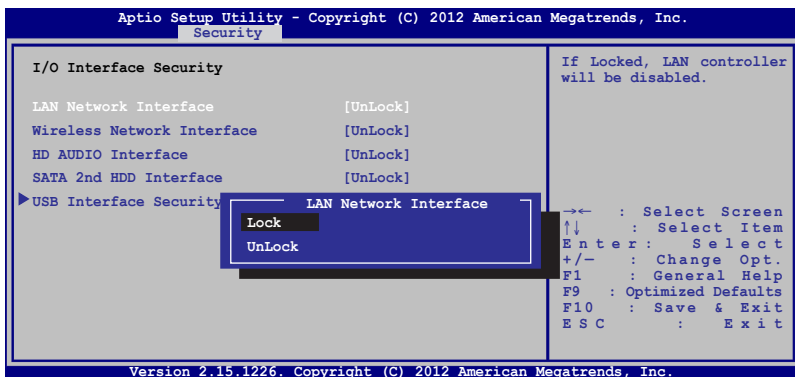 Aptio Setup Utility - Copyright (C) 2012 American Megatrends, Inc.
Security
I/O Interface Security
LAN Network Interface [UnLock]
Wireless Network Interface [UnLock]
HD AUDIO Interface [UnLock]
SATA 2nd HDD Interface [UnLock]
USB Interface Security
LAN Network Interface
Lock
UnLock
If Locked, LAN controller
will be disabled.
→← : Select Screen
↑↓ : Select Item
Enter: Select
+/— : Change Opt.
F1 : General Help
F9 : Optimized Defaults
F10 : Save & Exit
ESC : Exit
Version 2.15.1226. Copyright (C) 2012 American Megatrends, Inc.